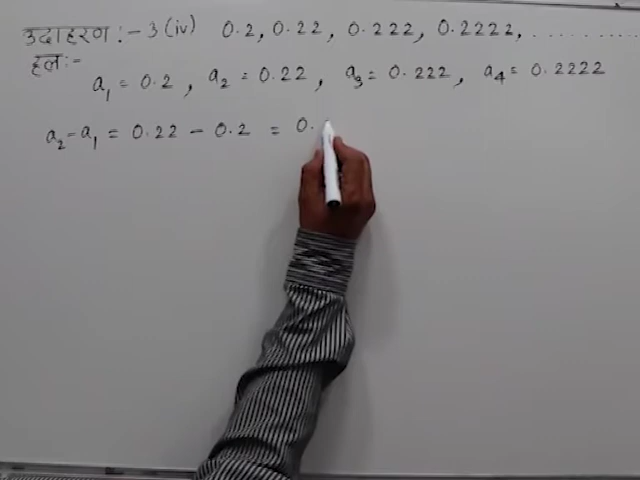 उदाहरण :- 3 (iv) 0.2, 0.22, 0.222, 0.2222, ..........
हल :-
a₁ = 0.2 , a₂ = 0.22 , a₃ = 0.222 , a₄ = 0.2222
a₂ - a₁ = 0.22 - 0.2 = 0.